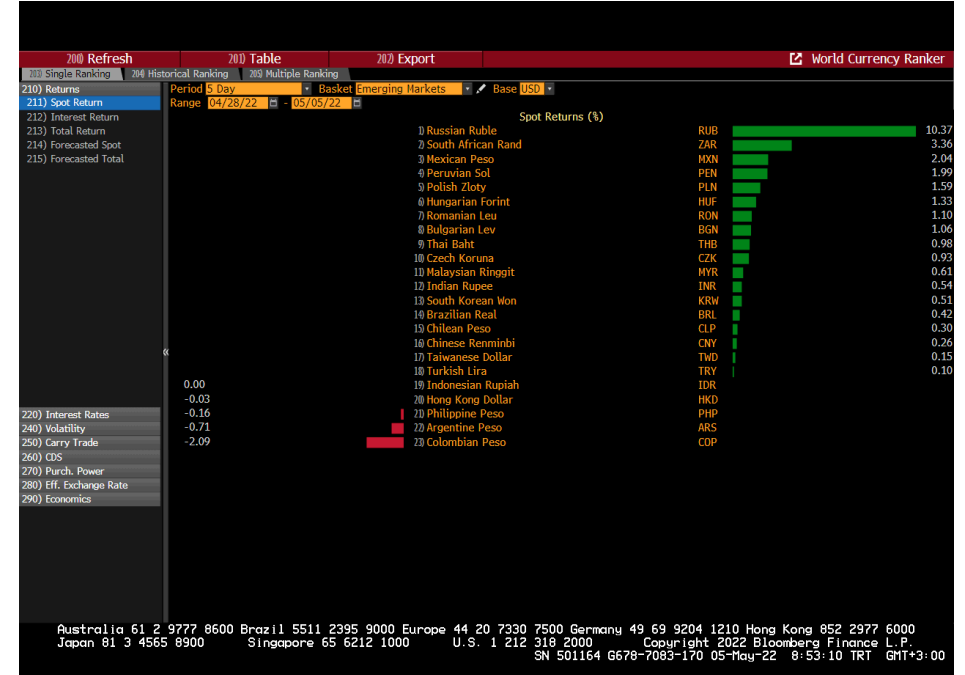 200) Refresh 201) Table 202) Export World Currency Ranker
203) Single Ranking 204) Historical Ranking 205) Multiple Ranking
210) Returns Period 5 Day Basket Emerging Markets Base USD
211) Spot Return Range 04/28/22 - 05/05/22
212) Interest Return Spot Returns (%)
213) Total Return 1) Russian Ruble RUB 10.37
214) Forecasted Spot 2) South African Rand ZAR 3.36
215) Forecasted Total 3) Mexican Peso MXN 2.04
4) Peruvian Sol PEN 1.99
5) Polish Zloty PLN 1.59
6) Hungarian Forint HUF 1.33
7) Romanian Leu RON 1.10
8) Bulgarian Lev BGN 1.06
9) Thai Baht THB 0.98
10) Czech Koruna CZK 0.93
11) Malaysian Ringgit MYR 0.61
12) Indian Rupee INR 0.54
13) South Korean Won KRW 0.51
14) Brazilian Real BRL 0.42
15) Chilean Peso CLP 0.30
16) Chinese Renminbi CNY 0.26
«
17) Taiwanese Dollar TWD 0.15
18) Turkish Lira TRY 0.10
0.00 19) Indonesian Rupiah IDR
-0.03 20) Hong Kong Dollar HKD
220) Interest Rates -0.16 21) Philippine Peso PHP
240) Volatility -0.71 22) Argentine Peso ARS
250) Carry Trade -2.09 23) Colombian Peso COP
260) CDS
270) Purch. Power
280) Eff. Exchange Rate
290) Economics
Australia 61 2 9777 8600 Brazil 5511 2395 9000 Europe 44 20 7330 7500 Germany 49 69 9204 1210 Hong Kong 852 2977 6000
Japan 81 3 4565 8900 Singapore 65 6212 1000 U.S. 1 212 318 2000 Copyright 2022 Bloomberg Finance L.P.
SN 501164 G678-7083-170 05-May-22 8:53:10 TRT GMT+3:00